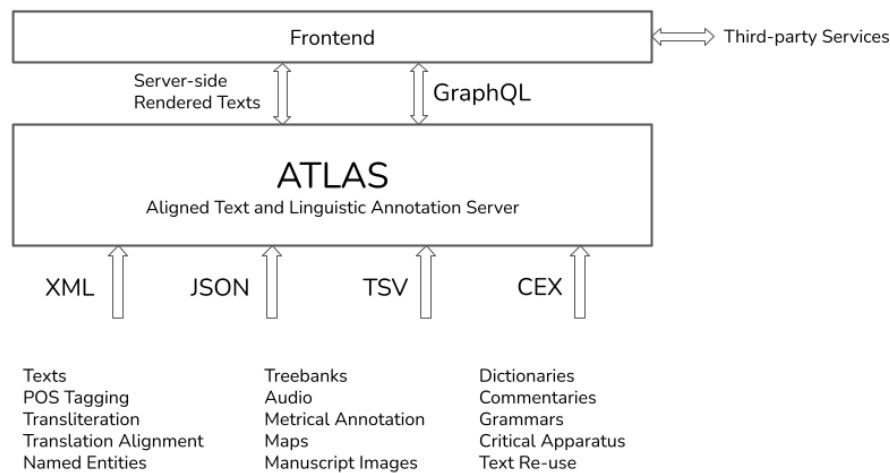 Frontend
Third-party Services
Server-side
Rendered Texts
GraphQL
ATLAS
Aligned Text and Linguistic Annotation Server
XML
JSON
TSV
CEX
Texts
POS Tagging
Transliteration
Translation Alignment
Named Entities
Treebanks
Audio
Metrical Annotation
Maps
Manuscript Images
Dictionaries
Commentaries
Grammars
Critical Apparatus
Text Re-use